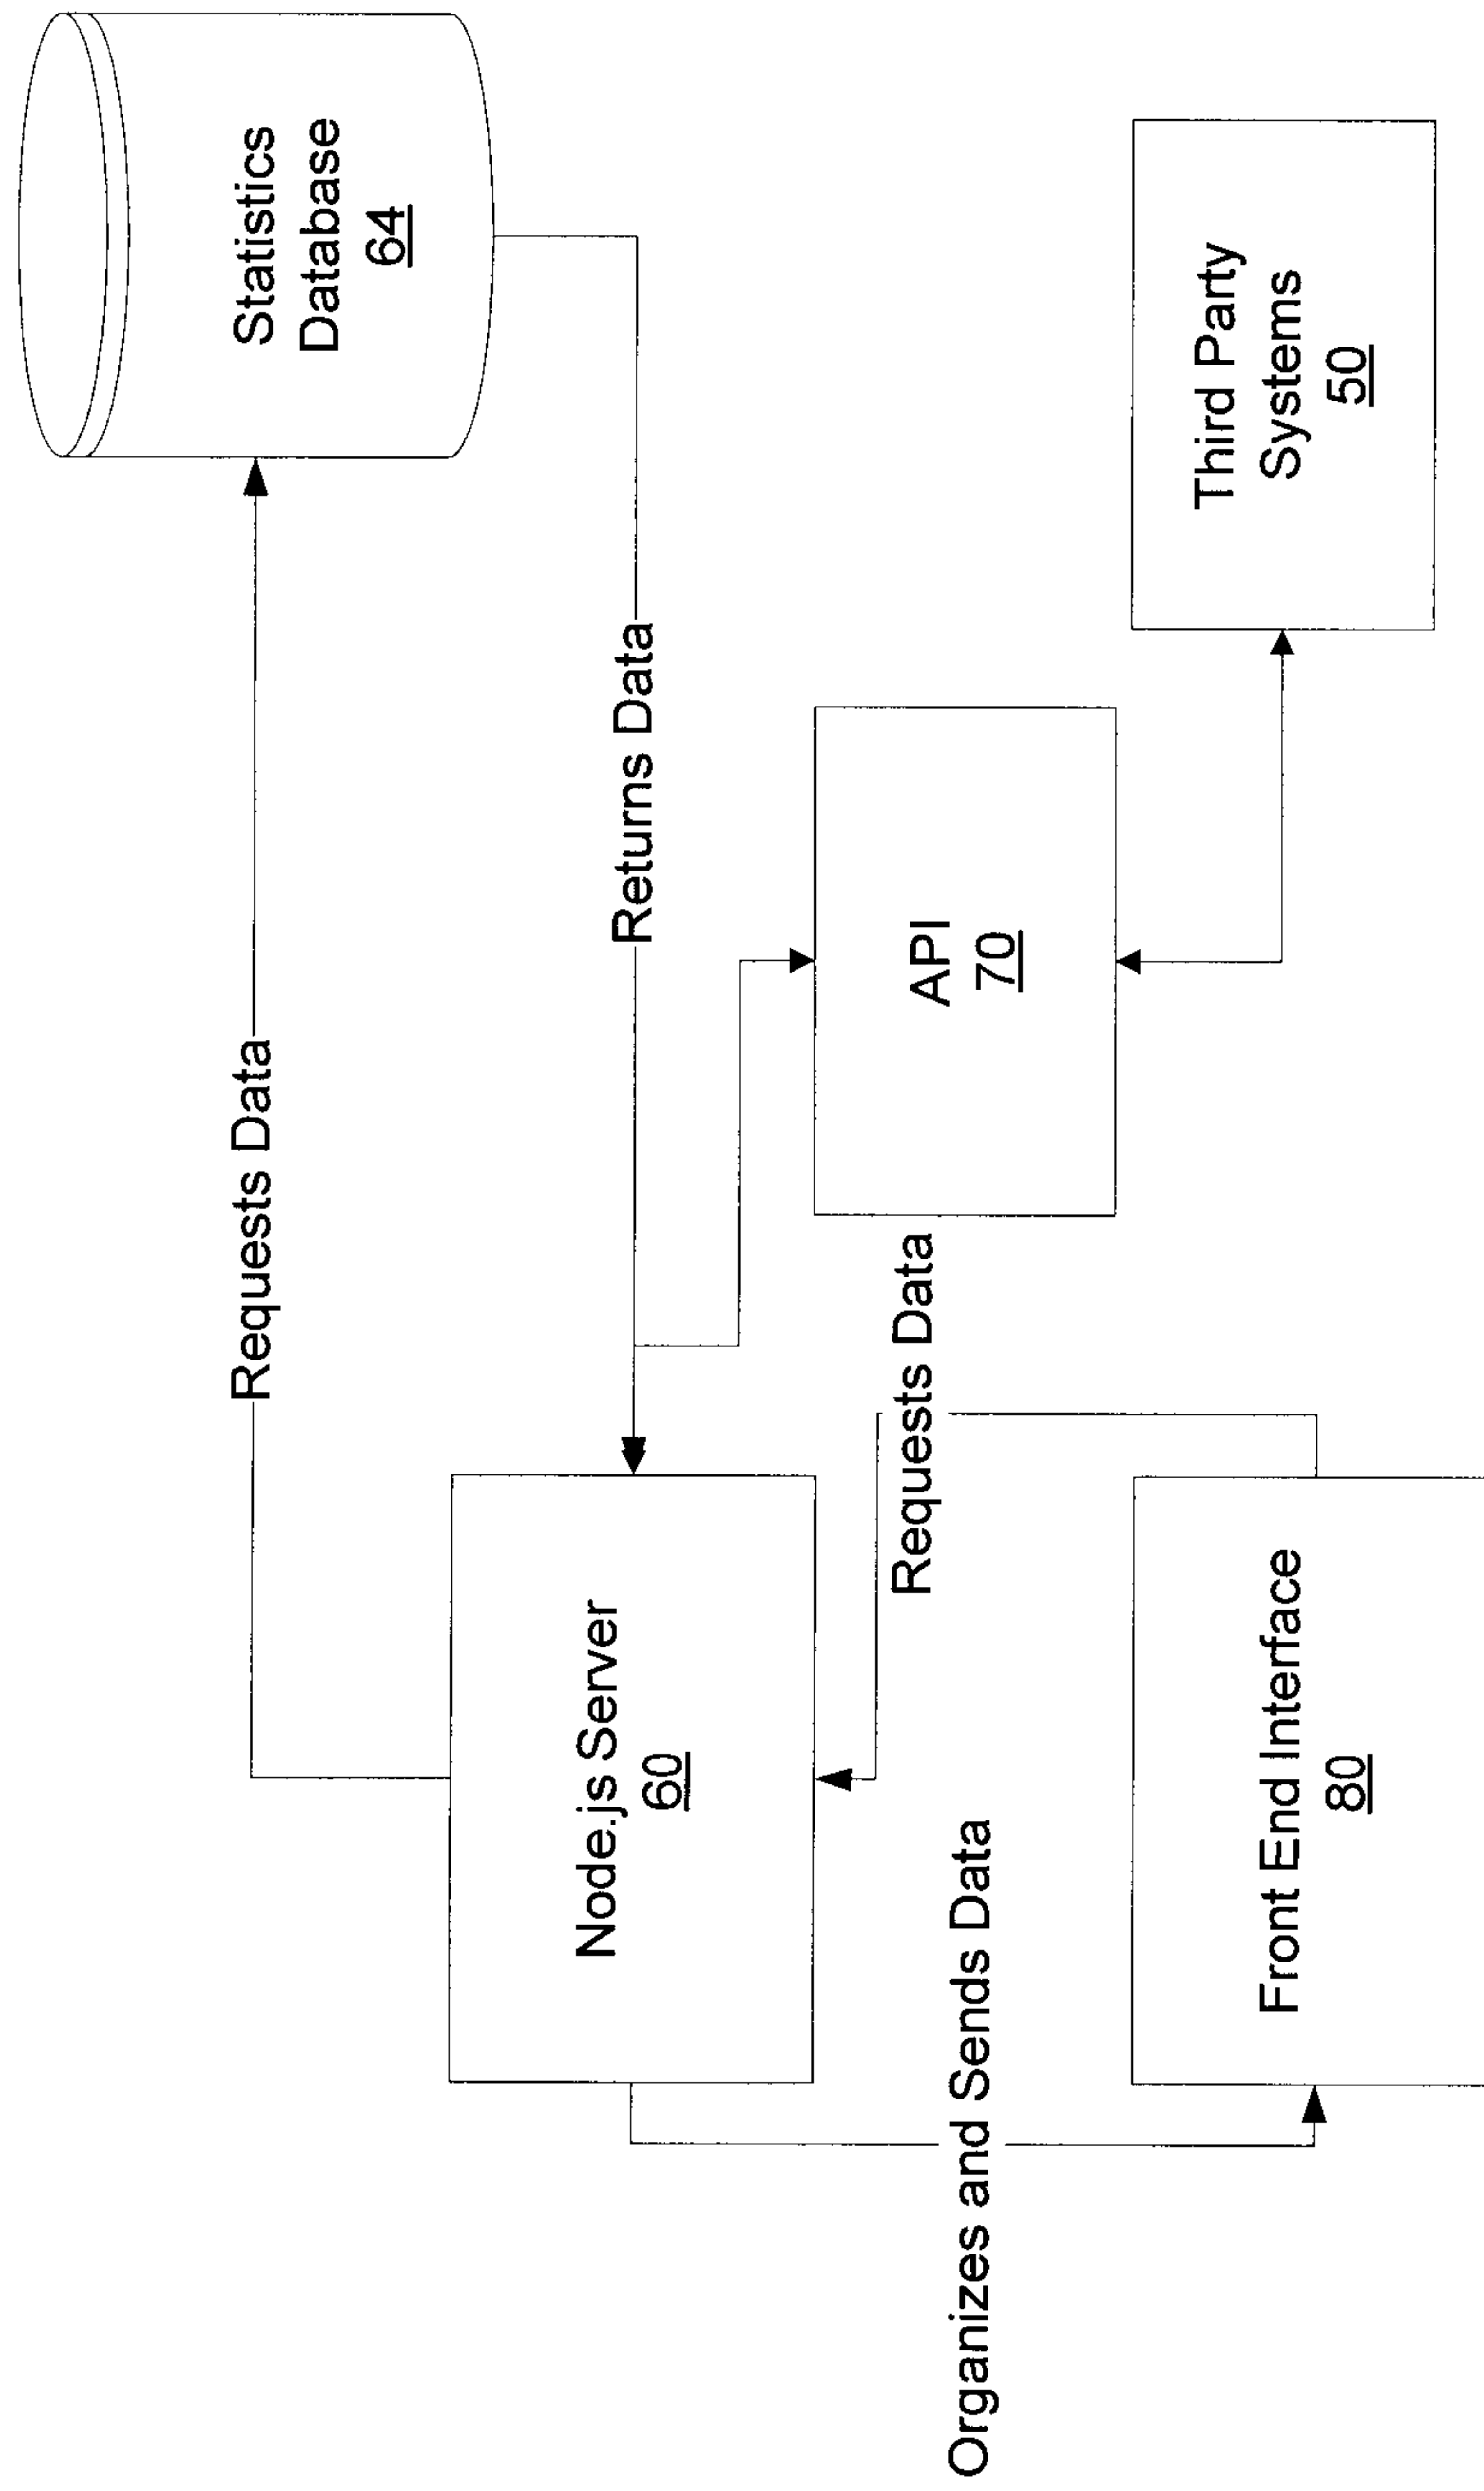 Requests Data
Statistics
Database
64
Returns Data
Node.js Server
60
Requests Data
API
70
Organizes and Sends Data
Front End Interface
80
Third Party
Systems
50